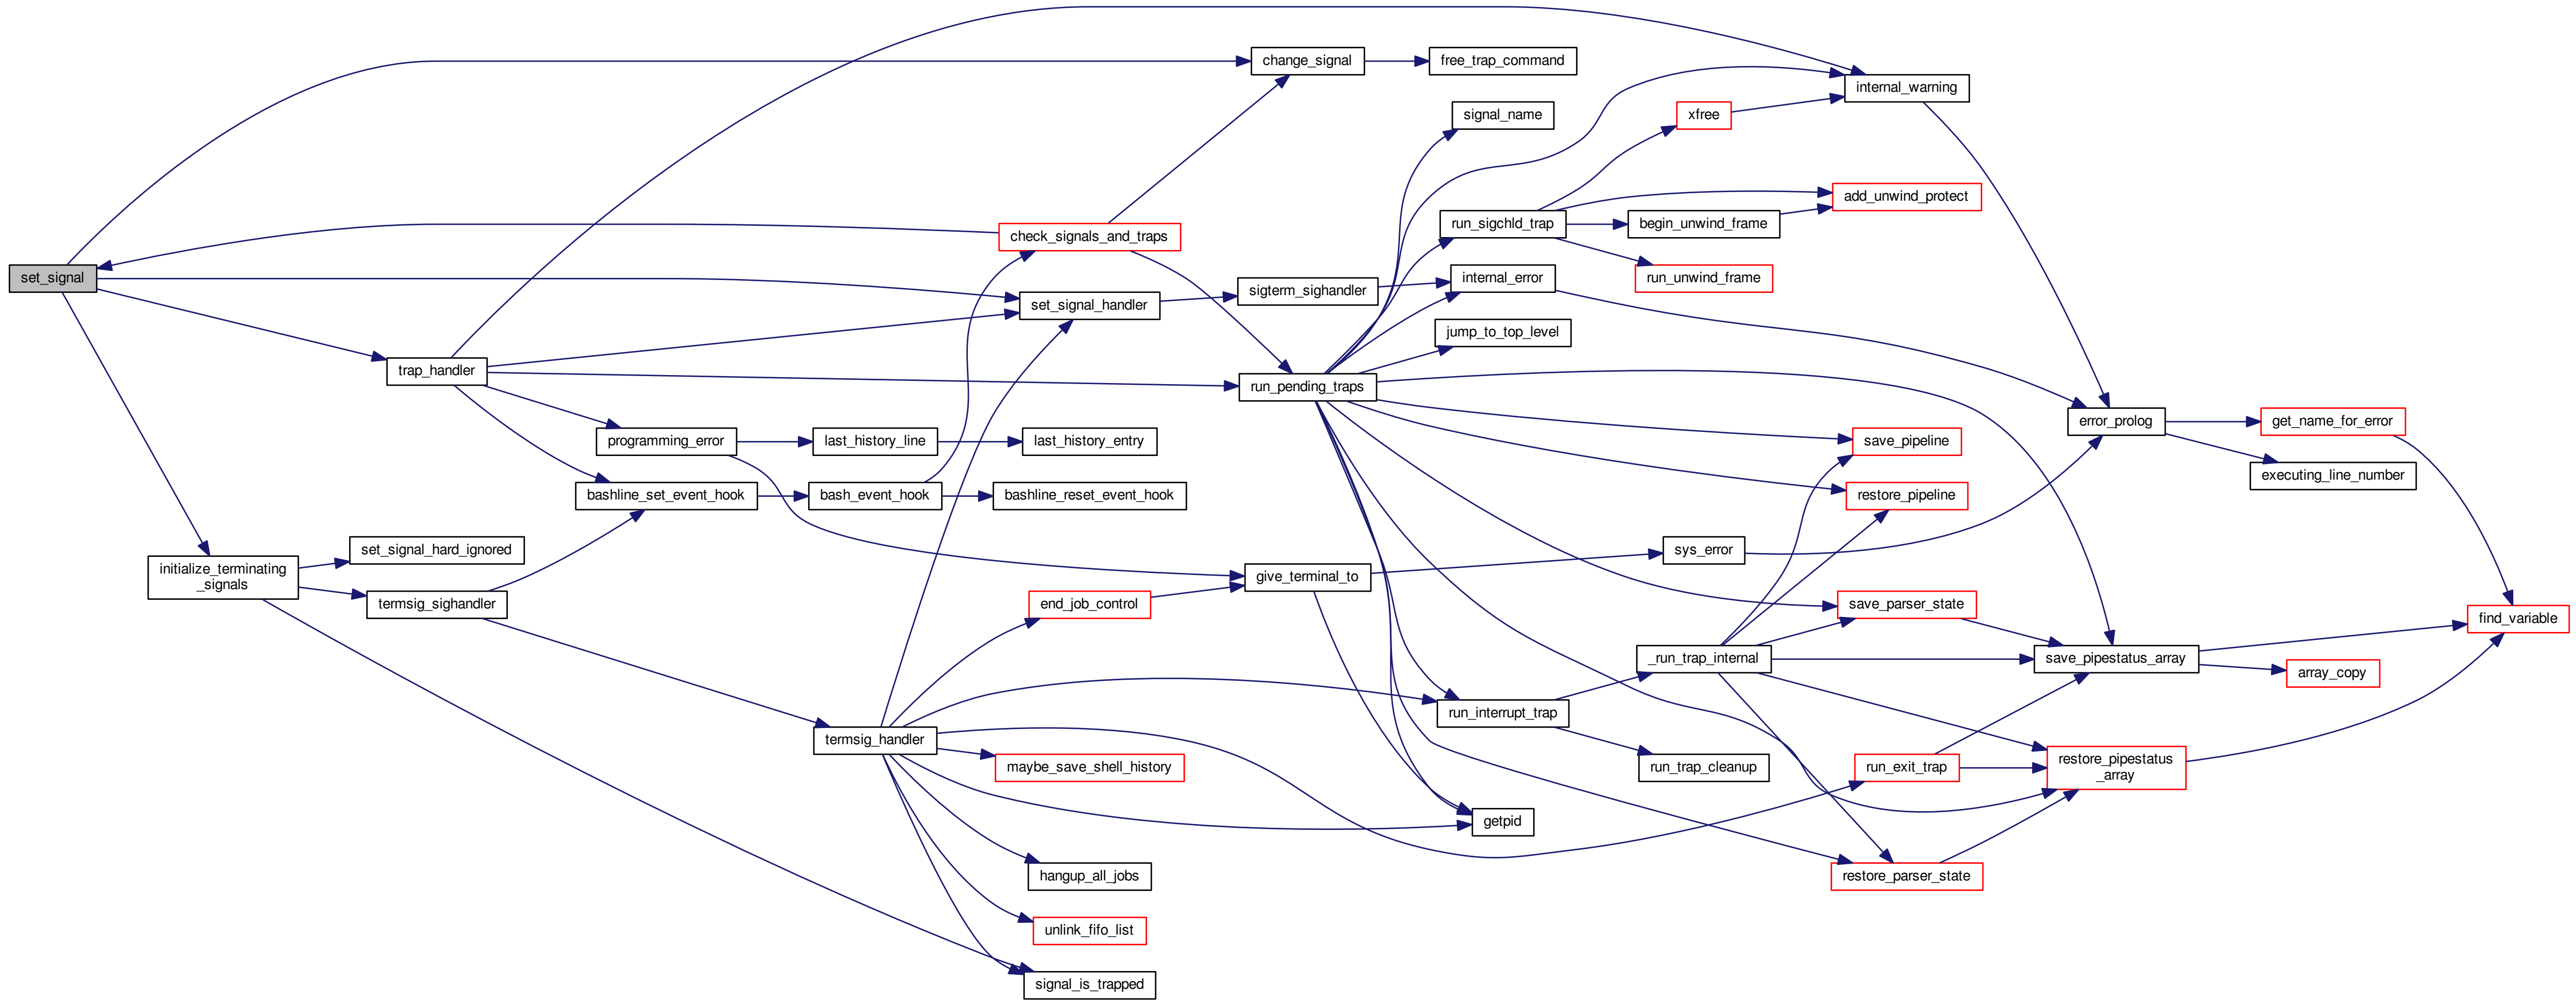 set_signal
change_signal
free_trap_command
internal_warning
signal_name
xfree
add_unwind_protect
run_sigchld_trap
begin_unwind_frame
check_signals_and_traps
run_unwind_frame
internal_error
sigterm_sighandler
set_signal_handler
jump_to_top_level
trap_handler
run_pending_traps
error_prolog
get_name_for_error
programming_error
last_history_line
last_history_entry
save_pipeline
executing_line_number
bashline_set_event_hook
bash_event_hook
bashline_reset_event_hook
restore_pipeline
set_signal_hard_ignored
sys_error
initialize_terminating
_signals
give_terminal_to
termsig_sighandler
end_job_control
save_parser_state
find_variable
_run_trap_internal
save_pipestatus_array
array_copy
run_interrupt_trap
termsig_handler
maybe_save_shell_history
run_trap_cleanup
run_exit_trap
restore_pipestatus
_array
getpid
hangup_all_jobs
restore_parser_state
unlink_fifo_list
signal_is_trapped